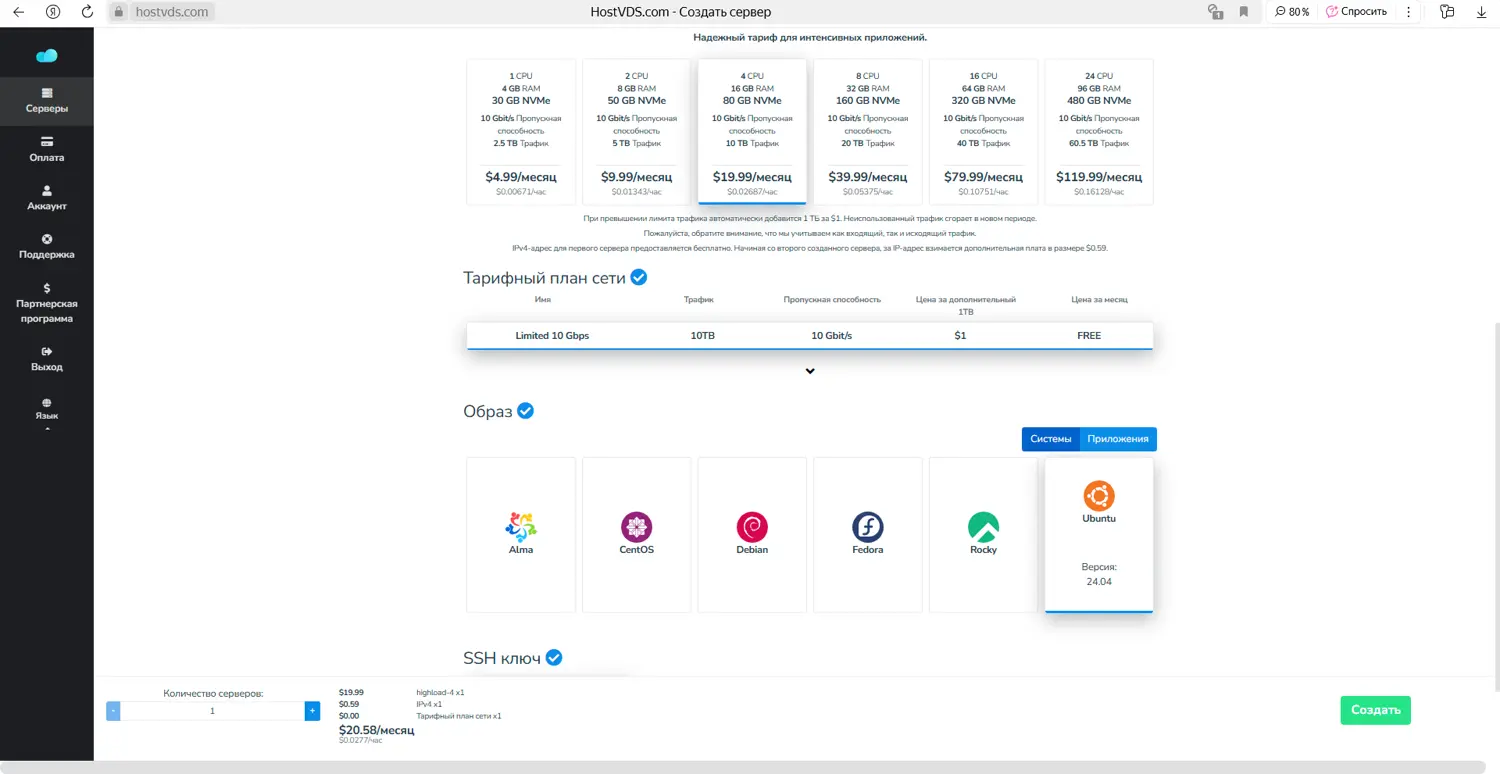 hostvds.com
HostVDS.com - Создать сервер
1
80%
Спросить
Серверы
Оплата
Аккаунт
Поддержка
Партнерская
программа
Выход
Язык
Надежный тариф для интенсивных приложений.
1 CPU
4 GB RAM
30 GB NVMe
10 Gbit/s Пропускная
способность
2.5 TB Трафик
$4.99/месяц
$0.00671/час
2 CPU
8 GB RAM
50 GB NVMe
10 Gbit/s Пропускная
способность
5 TB Трафик
$9.99/месяц
$0.01343/час
4 CPU
16 GB RAM
80 GB NVMe
10 Gbit/s Пропускная
способность
10 TB Трафик
$19.99/месяц
$0.02687/час
8 CPU
32 GB RAM
160 GB NVMe
10 Gbit/s Пропускная
способность
20 TB Трафик
$39.99/месяц
$0.05375/час
16 CPU
64 GB RAM
320 GB NVMe
10 Gbit/s Пропускная
способность
40 TB Трафик
$79.99/месяц
$0.10751/час
24 CPU
96 GB RAM
480 GB NVMe
10 Gbit/s Пропускная
способность
60.5 TB Трафик
$119.99/месяц
$0.16128/час
При превышении лимита трафика автоматически добавится 1 ТБ за $1. Неиспользованный трафик сгорает в новом периоде.
Пожалуйста, обратите внимание, что мы учитываем как входящий, так и исходящий трафик.
IPv4-адрес для первого сервера предоставляется бесплатно. Начиная со второго созданного сервера, за IP-адрес взимается дополнительная плата в размере $0.59.
Тарифный план сети
Имя Трафик Пропускная способность Цена за дополнительный Цена за месяц
1TB
Limited 10 Gbps 10TB 10 Gbit/s $1 FREE
Образ
Системы Приложения
Alma
CentOS
Debian
Fedora
Rocky
Ubuntu
Версия:
24.04
SSH ключ
Количество серверов:
- 1 +
$19.99 highload-4 x1
$0.59 IPv4 x1
$0.00 Тарифный план сети x1
$20.58/месяц
$0.0277/час
Создать